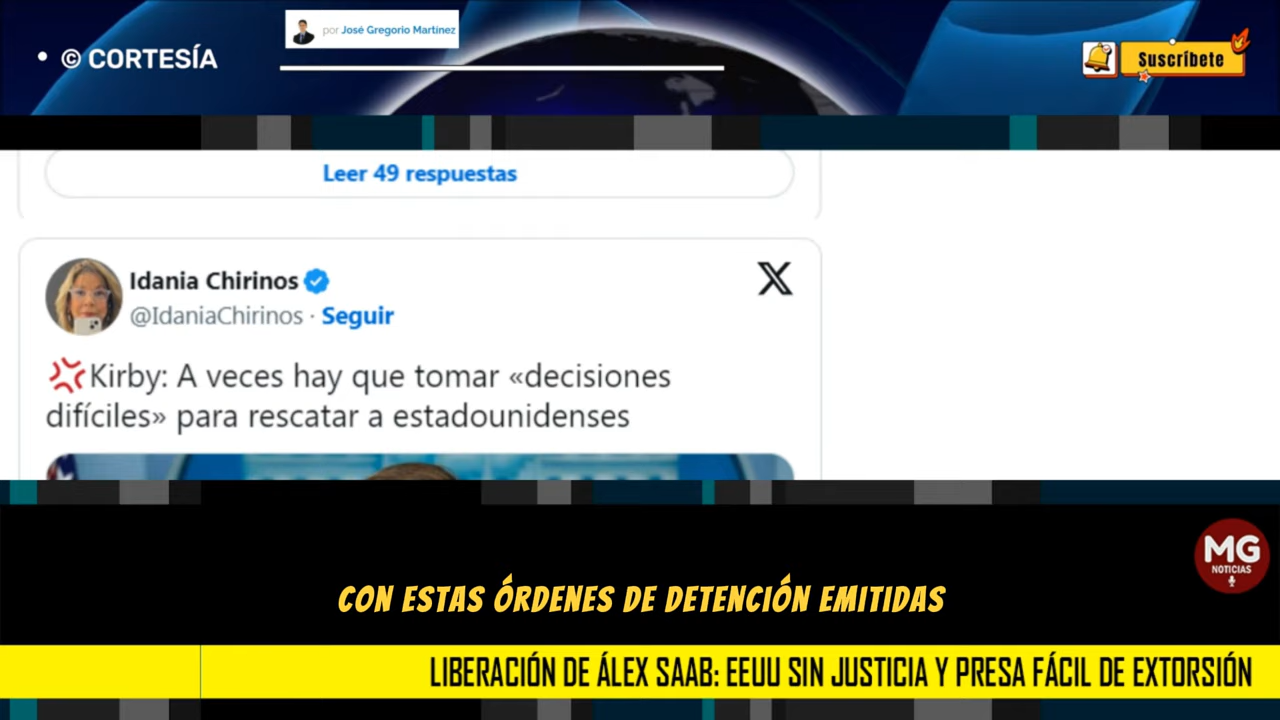 © CORTESÍA
por José Gregorio Martínez
Suscríbete
Leer 49 respuestas
Idania Chirinos
@IdaniaChirinos · Seguir
Kirby: A veces hay que tomar «decisiones
difíciles» para rescatar a estadounidenses
MG
NOTICIAS
CON ESTAS ÓRDENES DE DETENCIÓN EMITIDAS
LIBERACIÓN DE ÁLEX SAAB: EEUU SIN JUSTICIA Y PRESA FÁCIL DE EXTORSIÓN